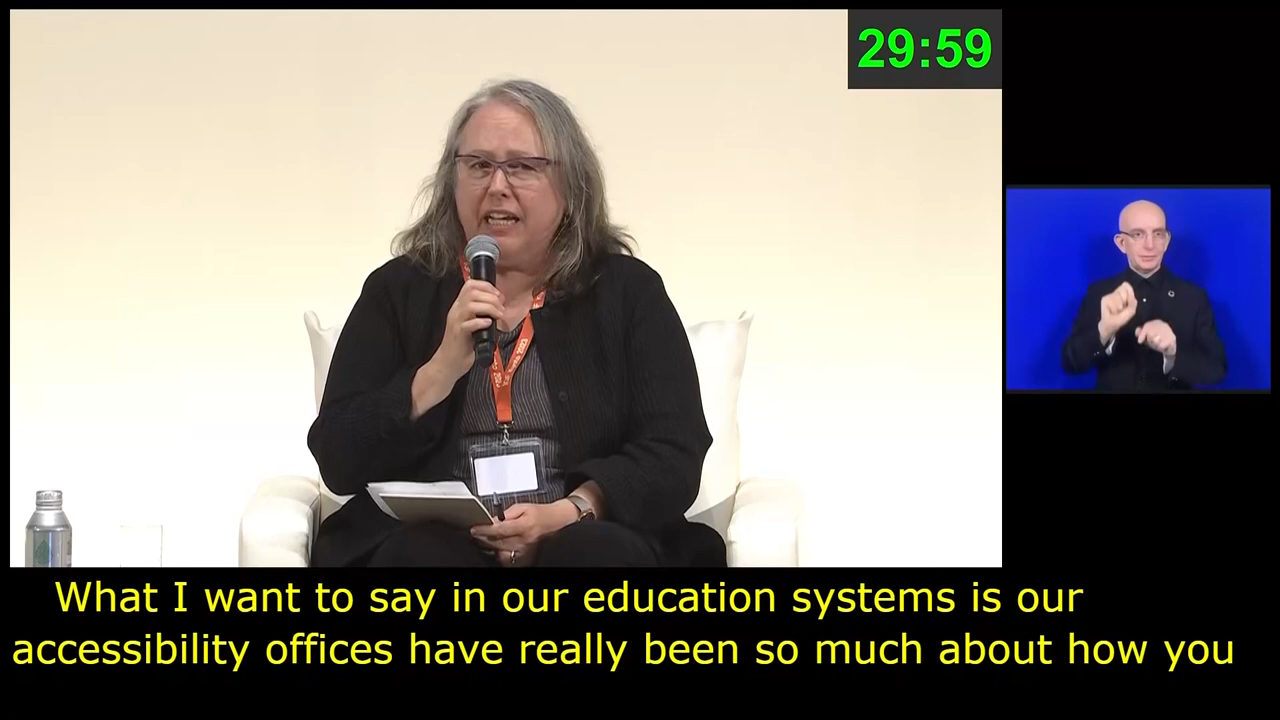 29:59
What I want to say in our education systems is our
accessibility offices have really been so much about how you